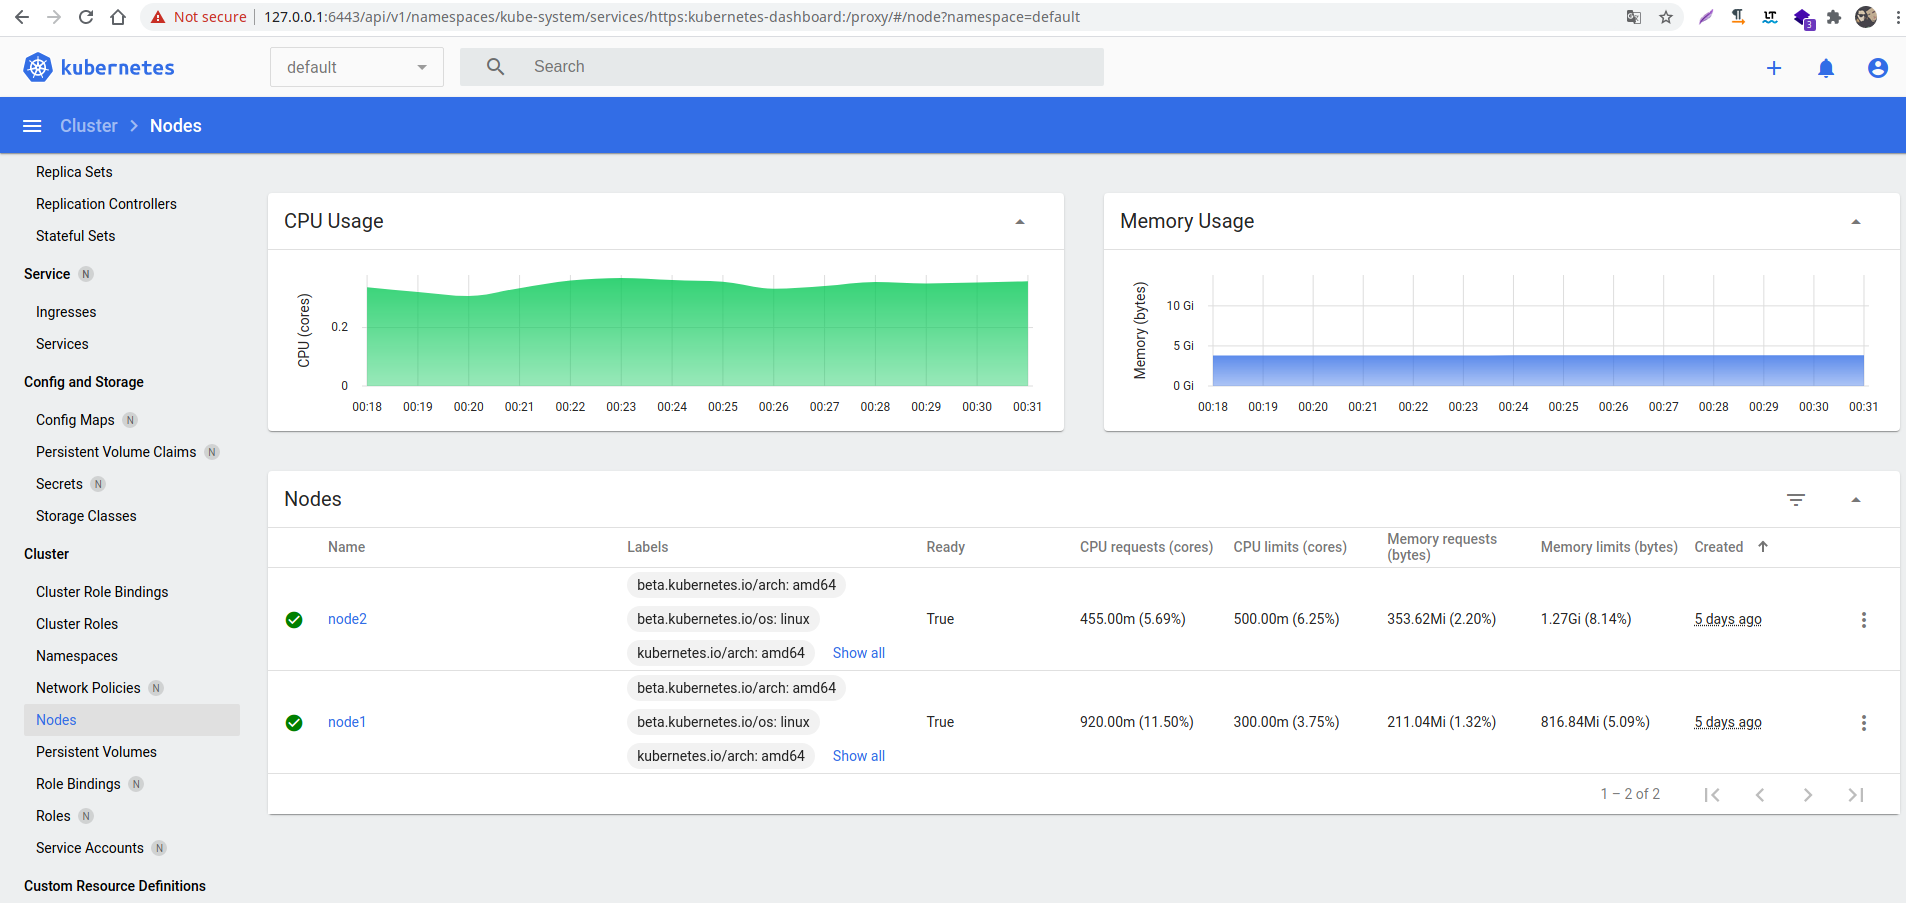 Not secure 127.0.0.1:6443/api/v1/namespaces/kube-system/services/https:kubernetes-dashboard:/proxy/#/node?namespace=default
LT
3
kubernetes default Search
Cluster Nodes
Replica Sets
Replication Controllers
Stateful Sets
Service N
Ingresses
Services
Config and Storage
Config Maps N
Persistent Volume Claims N
Secrets N
Storage Classes
Cluster
Cluster Role Bindings
Cluster Roles
Namespaces
Network Policies N
Nodes
Persistent Volumes
Role Bindings N
Roles N
Service Accounts N
Custom Resource Definitions
CPU Usage
CPU (cores)
0.2
0
00:18 00:19 00:20 00:21 00:22 00:23 00:24 00:25 00:26 00:27 00:28 00:29 00:30 00:31
Memory Usage
Memory (bytes)
10 Gi
5 Gi
0 Gi
00:18 00:19 00:20 00:21 00:22 00:23 00:24 00:25 00:26 00:27 00:28 00:29 00:30 00:31
Nodes
Name Labels Ready CPU requests (cores) CPU limits (cores) Memory requests (bytes) Memory limits (bytes) Created
beta.kubernetes.io/arch: amd64
node2 beta.kubernetes.io/os: linux True 455.00m (5.69%) 500.00m (6.25%) 353.62Mi (2.20%) 1.27Gi (8.14%) 5 days ago
kubernetes.io/arch: amd64 Show all
beta.kubernetes.io/arch: amd64
node1 beta.kubernetes.io/os: linux True 920.00m (11.50%) 300.00m (3.75%) 211.04Mi (1.32%) 816.84Mi (5.09%) 5 days ago
kubernetes.io/arch: amd64 Show all
1 – 2 of 2